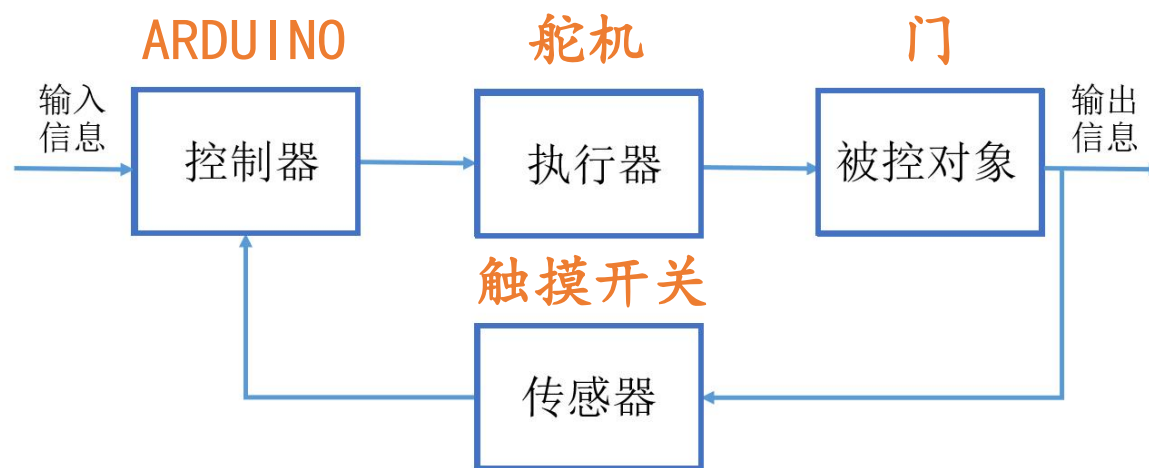 ARDUINO
舵机
门
输入
信息
控制器
执行器
被控对象
输出
信息
触摸开关
传感器